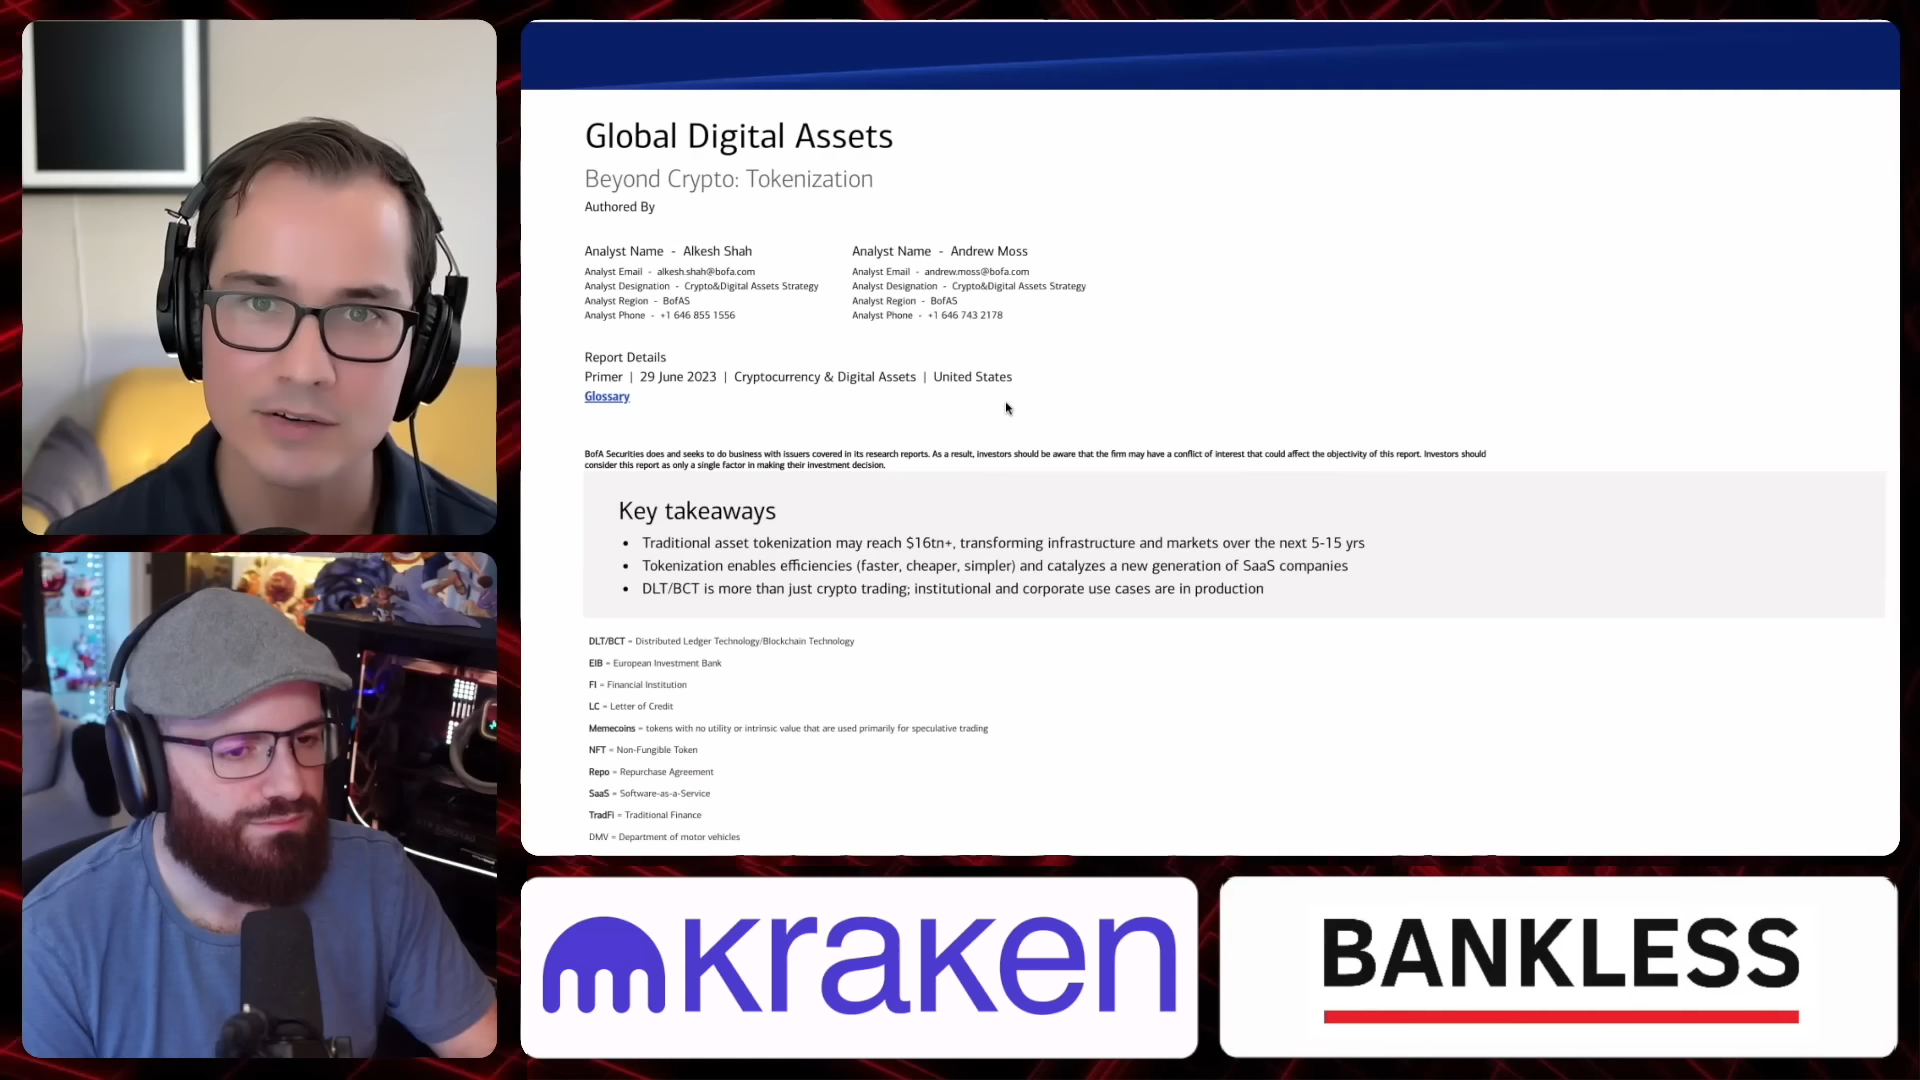 Global Digital Assets
Beyond Crypto: Tokenization
Authored By
Analyst Name - Alkesh Shah
Analyst Email - alkesh.shah@bofa.com
Analyst Designation - Crypto&Digital Assets Strategy
Analyst Region - BofAS
Analyst Phone - +1 646 855 1556
Analyst Name - Andrew Moss
Analyst Email - andrew.moss@bofa.com
Analyst Designation - Crypto&Digital Assets Strategy
Analyst Region - BofAS
Analyst Phone - +1 646 743 2178
Report Details
Primer | 29 June 2023 | Cryptocurrency & Digital Assets | United States
Glossary
BofA Securities does and seeks to do business with issuers covered in its research reports. As a result, investors should be aware that the firm may have a conflict of interest that could affect the objectivity of this report. Investors should
consider this report as only a single factor in making their investment decision.
Key takeaways
• Traditional asset tokenization may reach $16tn+, transforming infrastructure and markets over the next 5-15 yrs
• Tokenization enables efficiencies (faster, cheaper, simpler) and catalyzes a new generation of SaaS companies
• DLT/BCT is more than just crypto trading; institutional and corporate use cases are in production
DLT/BCT = Distributed Ledger Technology/Blockchain Technology
EIB = European Investment Bank
FI = Financial Institution
LC = Letter of Credit
Memecoins = tokens with no utility or intrinsic value that are used primarily for speculative trading
NFT = Non-Fungible Token
Repo = Repurchase Agreement
SaaS = Software-as-a-Service
TradFi = Traditional Finance
DMV = Department of motor vehicles
kraken
BANKLESS